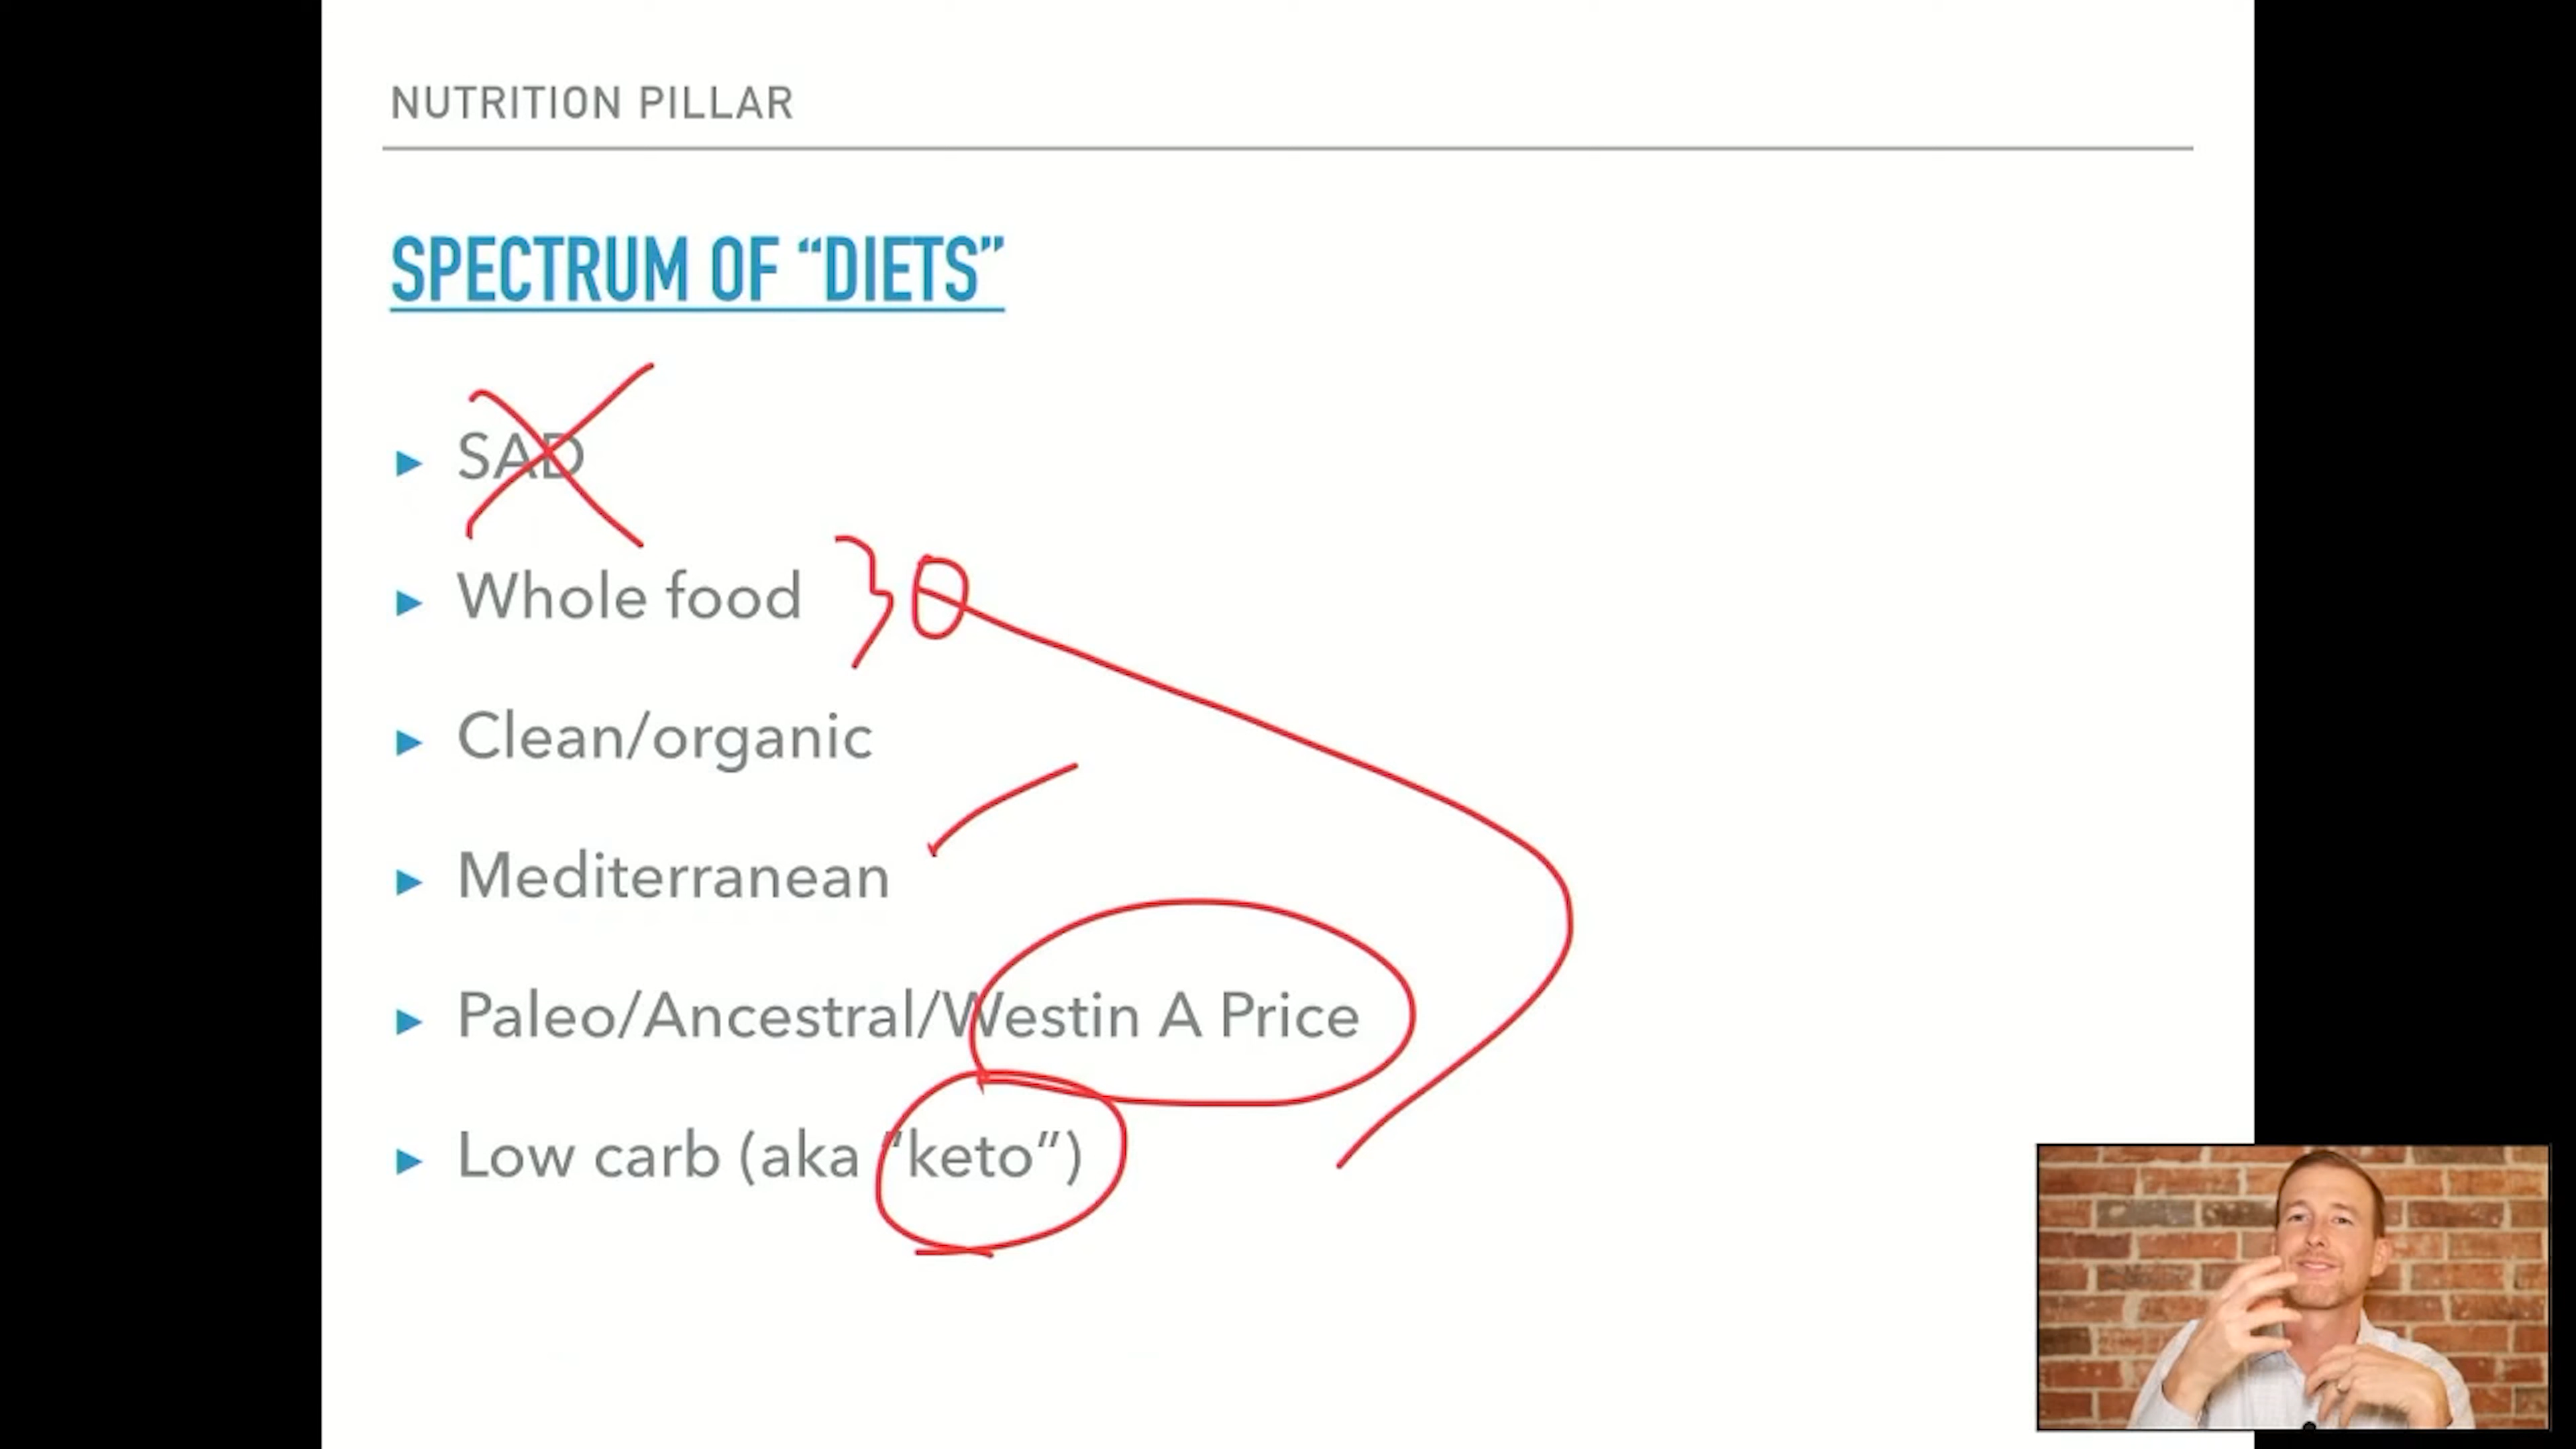 NUTRITION PILLAR
SPECTRUM OF “DIETS”
▸ SAD
▸ Whole food } 0
▸ Clean/organic
▸ Mediterranean
▸ Paleo/Ancestral/Westin A Price
▸ Low carb (aka “keto”)